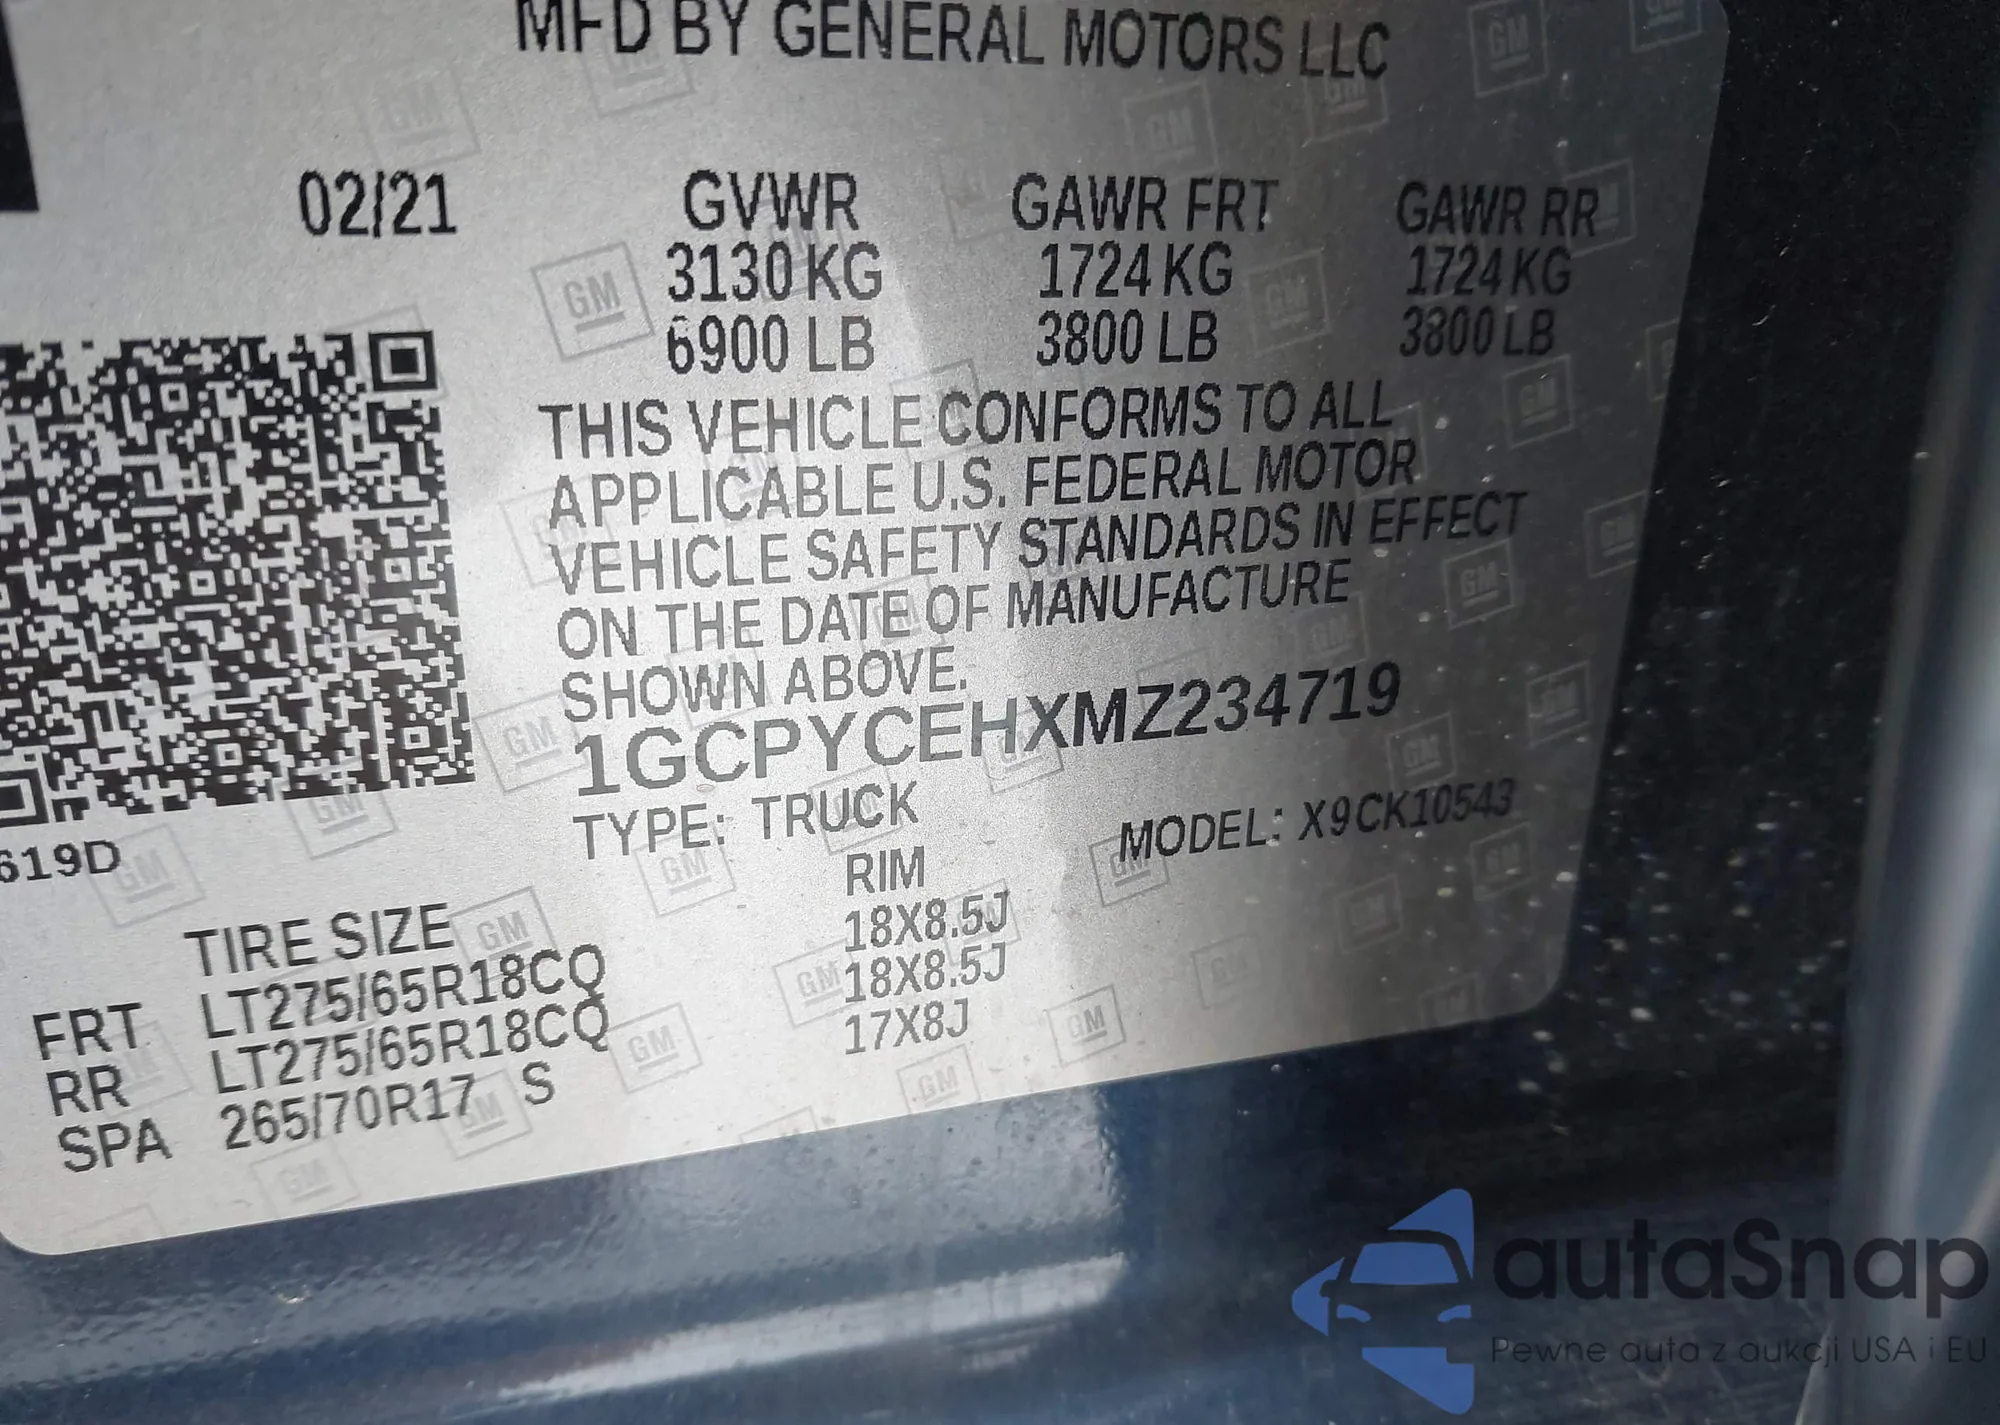 MFD BY GENERAL MOTORS LLC
02/21 GVWR GAWR FRT GAWR RR
3130 KG 1724 KG 1724 KG
6900 LB 3800 LB 3800 LB
THIS VEHICLE CONFORMS TO ALL
APPLICABLE U.S. FEDERAL MOTOR
VEHICLE SAFETY STANDARDS IN EFFECT
ON THE DATE OF MANUFACTURE
SHOWN ABOVE.
1GCPYCEHXMZ234719
TYPE: TRUCK MODEL: X9CK10543
619D
TIRE SIZE RIM
FRT LT275/65R18CQ 18X8.5J
RR LT275/65R18CQ 18X8.5J
SPA 265/70R17 S 17X8J
autaSnap
Pewne auta z aukcji USA i EU